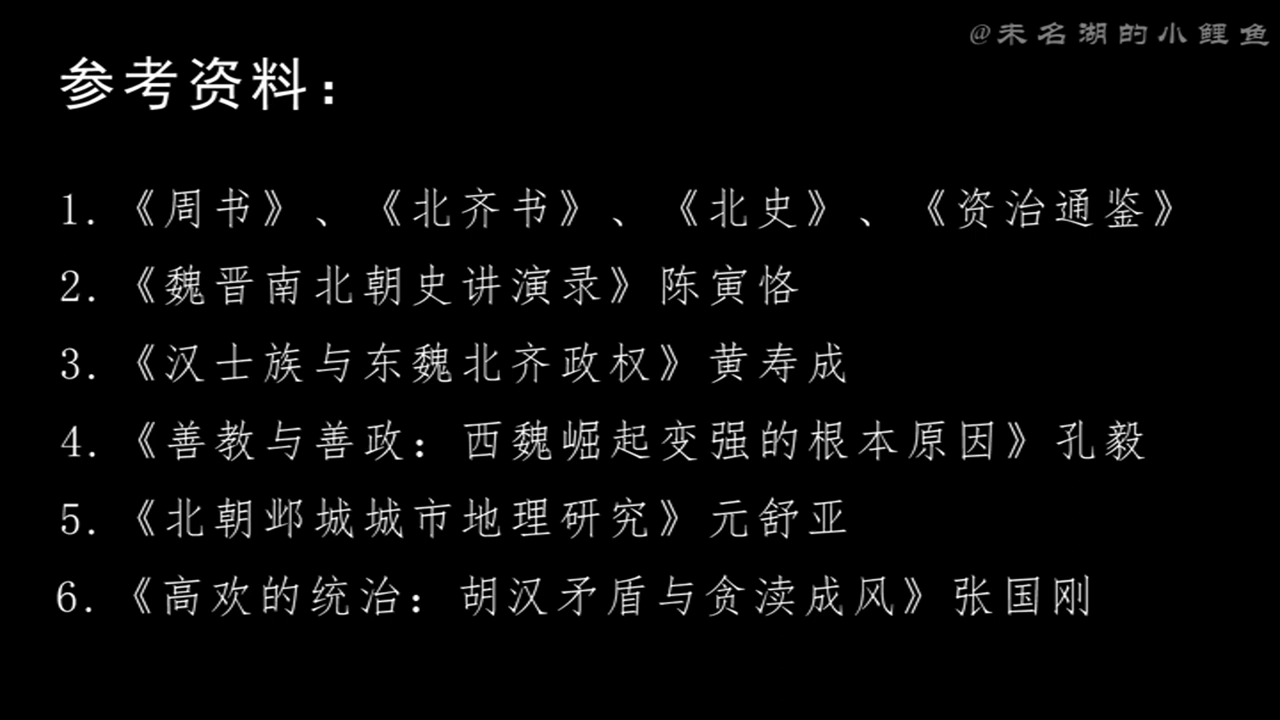 @未名湖的小鲤鱼
参考资料：
1.《周书》、《北齐书》、《北史》、《资治通鉴》
2.《魏晋南北朝史讲演录》陈寅恪
3.《汉士族与东魏北齐政权》黄寿成
4.《善教与善政：西魏崛起变强的根本原因》孔毅
5.《北朝邺城城市地理研究》元舒亚
6.《高欢的统治：胡汉矛盾与贪渎成风》张国刚